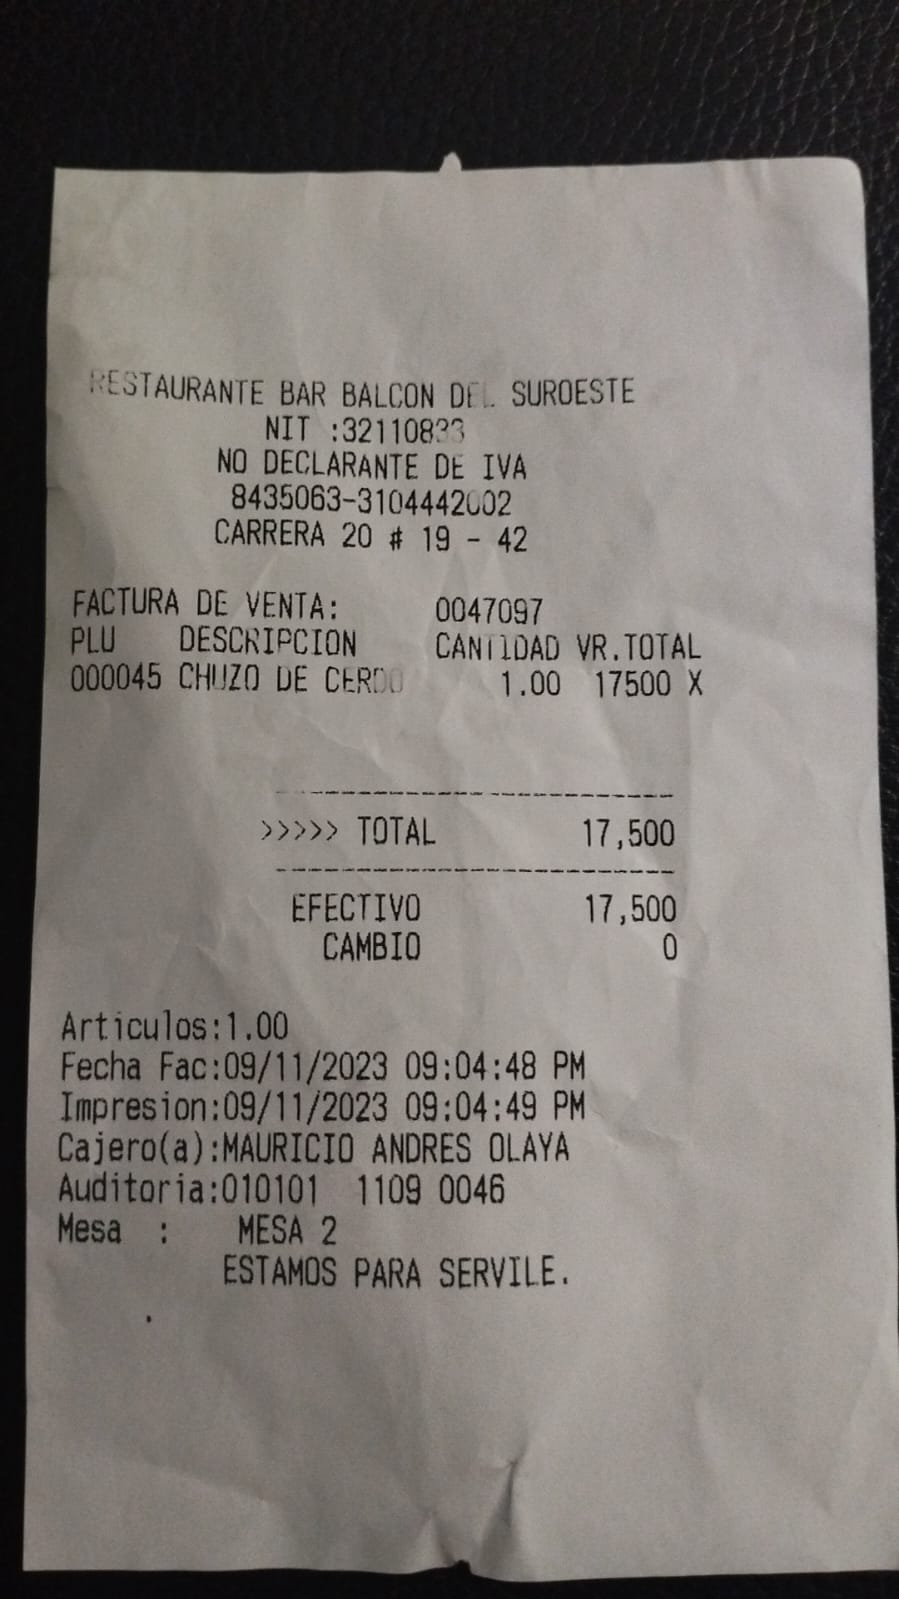 RESTAURANTE BAR BALCON DEL SUROESTE
NIT :32110833
NO DECLARANTE DE IVA
8435063-3104442002
CARRERA 20 # 19 - 42
FACTURA DE VENTA: 0047097
PLU DESCRIPCION CANTIDAD VR.TOTAL
000045 CHUZO DE CERDO 1.00 17500 X
>>>>> TOTAL 17,500
EFECTIVO 17,500
CAMBIO 0
Articulos:1.00
Fecha Fac:09/11/2023 09:04:48 PM
Impresion:09/11/2023 09:04:49 PM
Cajero(a):MAURICIO ANDRES OLAYA
Auditoria:010101 1109 0046
Mesa : MESA 2
ESTAMOS PARA SERVILE.